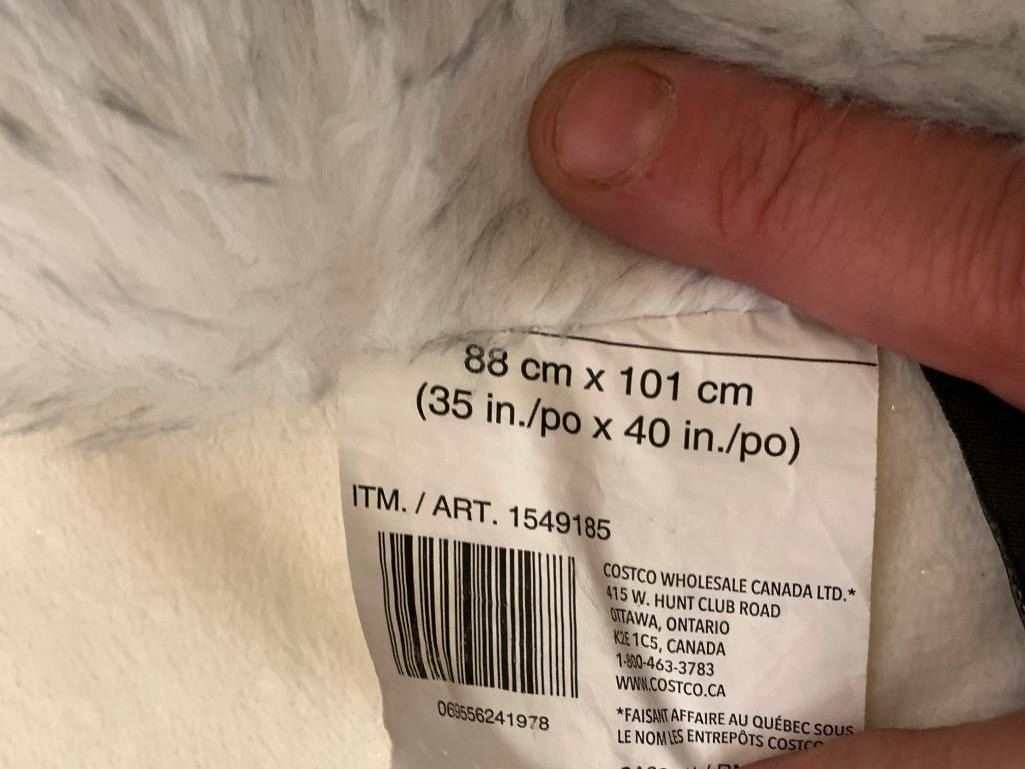 88 cm x 101 cm
(35 in./po x 40 in./po)
ITM. / ART. 1549185
069556241978
COSTCO WHOLESALE CANADA LTD.*
415 W. HUNT CLUB ROAD
OTTAWA, ONTARIO
K2E 1C5, CANADA
1-800-463-3783
WWW.COSTCO.CA
*FAISANT AFFAIRE AU QUÉBEC SOUS
LE NOM LES ENTREPÔTS COSTCO